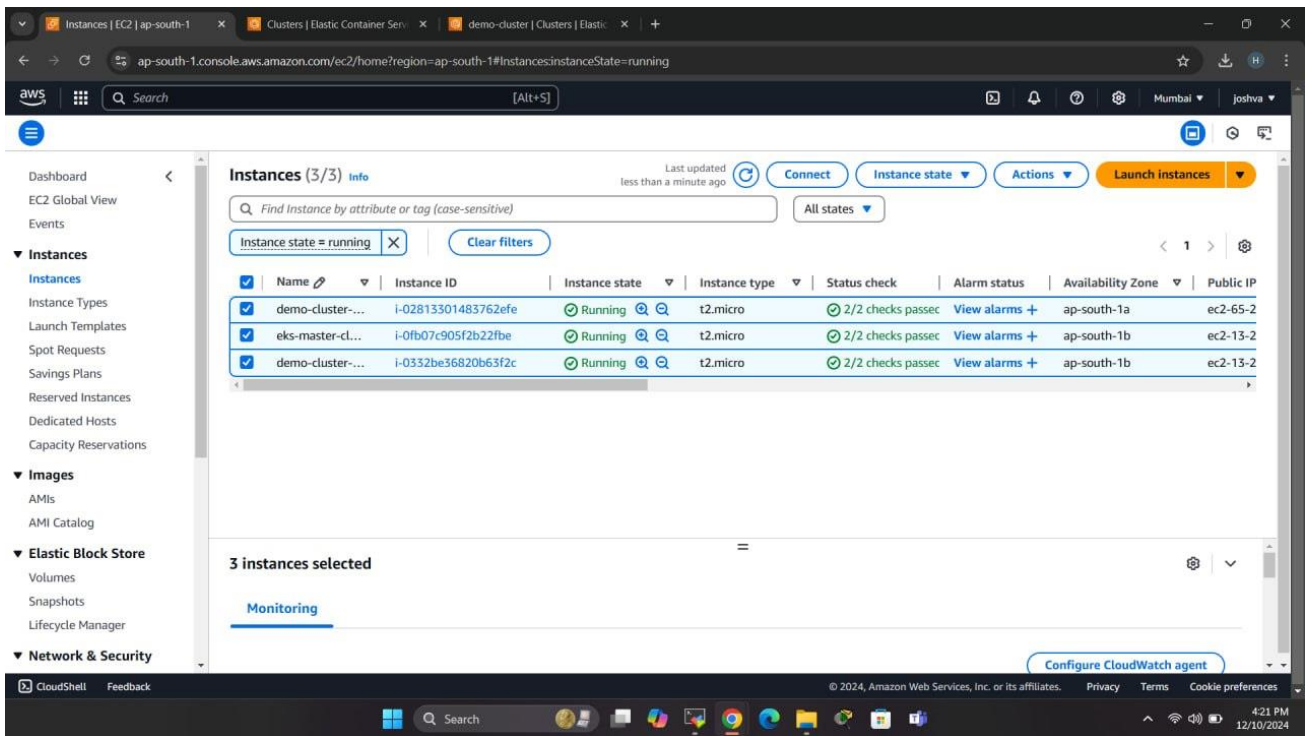 Instances | EC2 | ap-south-1
Clusters | Elastic Container Serv
demo-cluster | Clusters | Elastic
ap-south-1.console.aws.amazon.com/ec2/home?region=ap-south-1#Instances:instanceState=running
H
aws
Search
[Alt+S]
Mumbai
joshva
Dashboard
EC2 Global View
Events
Instances
Instances
Instance Types
Launch Templates
Spot Requests
Savings Plans
Reserved Instances
Dedicated Hosts
Capacity Reservations
Images
AMIs
AMI Catalog
Elastic Block Store
Volumes
Snapshots
Lifecycle Manager
Network & Security
Instances (3/3) Info
Last updated
less than a minute ago
Connect
Instance state
Actions
Launch instances
Find Instance by attribute or tag (case-sensitive)
All states
Instance state = running
Clear filters
1
Name Instance ID Instance state Instance type Status check Alarm status Availability Zone Public IP
demo-cluster-... i-02813301483762efe Running t2.micro 2/2 checks passec View alarms + ap-south-1a ec2-65-2
eks-master-cl... i-0fb07c905f2b22fbe Running t2.micro 2/2 checks passec View alarms + ap-south-1b ec2-13-2
demo-cluster-... i-0332be36820b63f2c Running t2.micro 2/2 checks passec View alarms + ap-south-1b ec2-13-2
3 instances selected
Monitoring
Configure CloudWatch agent
CloudShell Feedback
© 2024, Amazon Web Services, Inc. or its affiliates. Privacy Terms Cookie preferences
Search
4:21 PM
12/10/2024